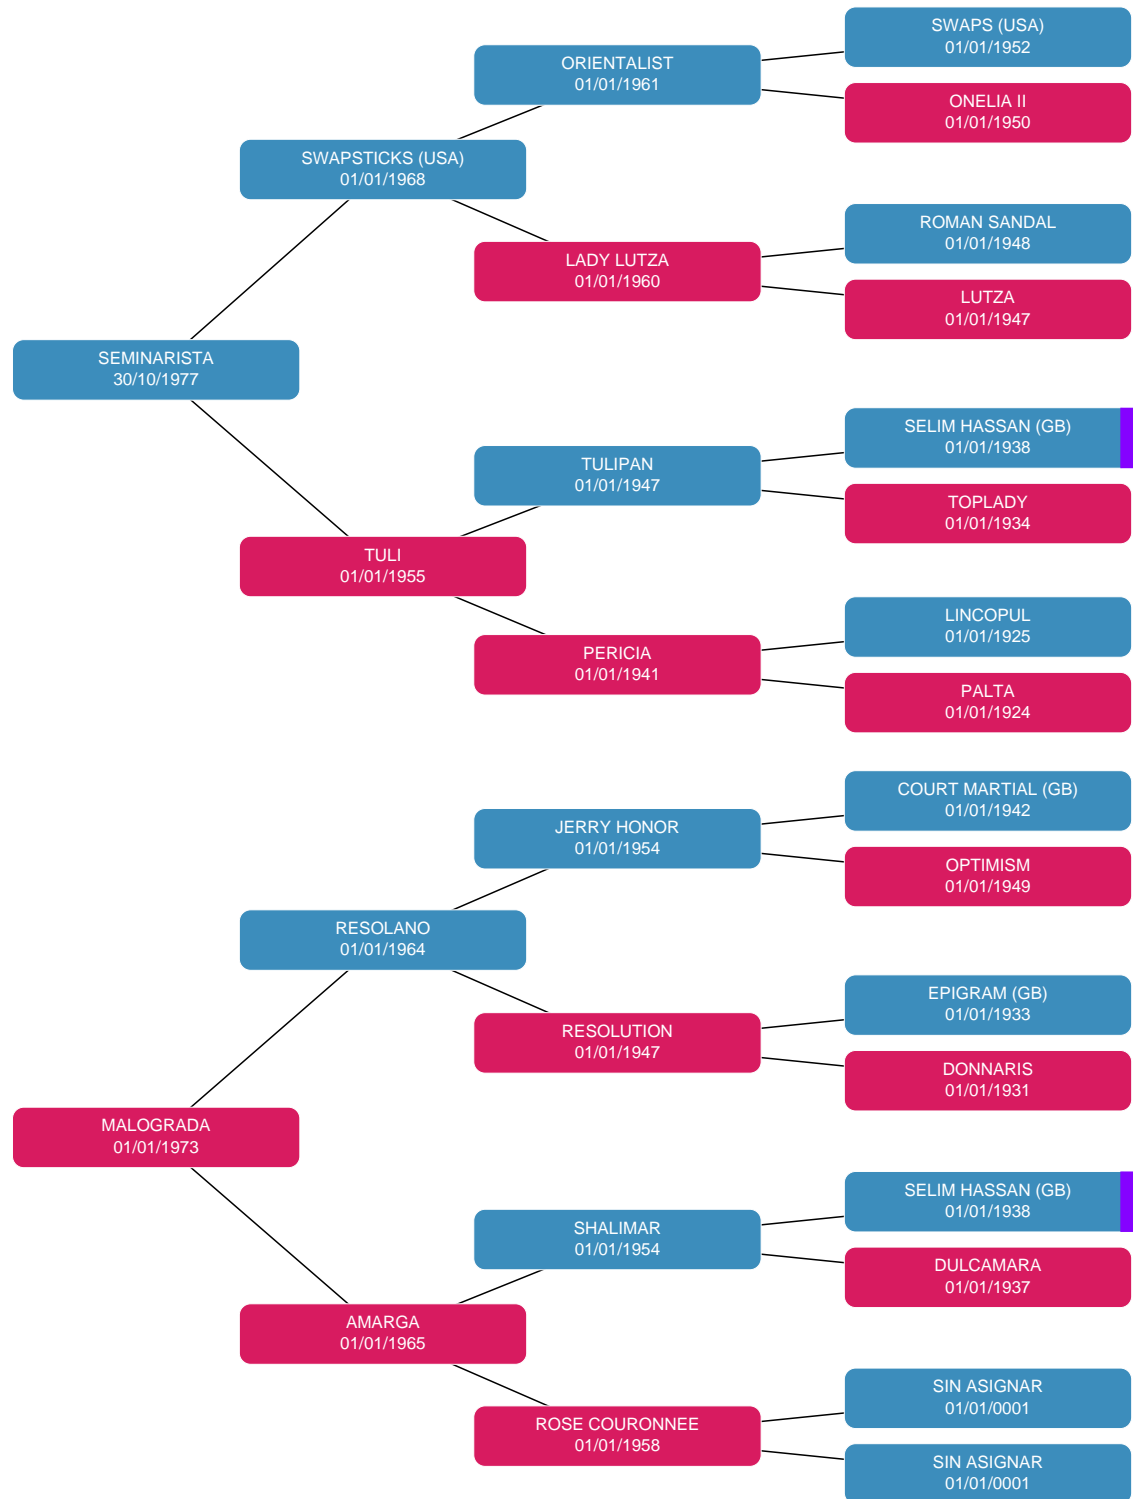 SWAPS (USA)
01/01/1952
ORIENTALIST
01/01/1961
ONELIA II
01/01/1950
SWAPSTICKS (USA)
01/01/1968
ROMAN SANDAL
01/01/1948
LADY LUTZA
01/01/1960
LUTZA
01/01/1947
SEMINARISTA
30/10/1977
SELIM HASSAN (GB)
01/01/1938
TULIPAN
01/01/1947
TOPLADY
01/01/1934
TULI
01/01/1955
LINCOPUL
01/01/1925
PERICIA
01/01/1941
PALTA
01/01/1924
COURT MARTIAL (GB)
01/01/1942
JERRY HONOR
01/01/1954
OPTIMISM
01/01/1949
RESOLANO
01/01/1964
EPIGRAM (GB)
01/01/1933
RESOLUTION
01/01/1947
DONNARIS
01/01/1931
MALOGRADA
01/01/1973
SELIM HASSAN (GB)
01/01/1938
SHALIMAR
01/01/1954
DULCAMARA
01/01/1937
AMARGA
01/01/1965
SIN ASIGNAR
01/01/0001
ROSE COURONNEE
01/01/1958
SIN ASIGNAR
01/01/0001